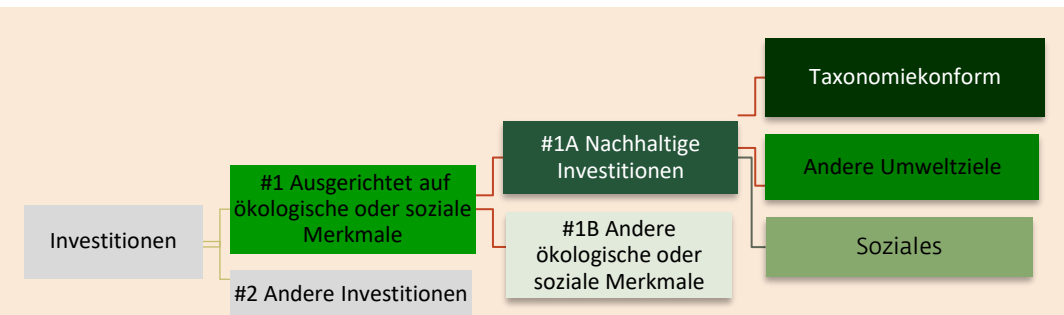 Investitionen
#1 Ausgerichtet auf
ökologische oder soziale
Merkmale
#2 Andere Investitionen
#1A Nachhaltige
Investitionen
#1B Andere
ökologische oder
soziale Merkmale
Taxonomiekonform
Andere Umweltziele
Soziales